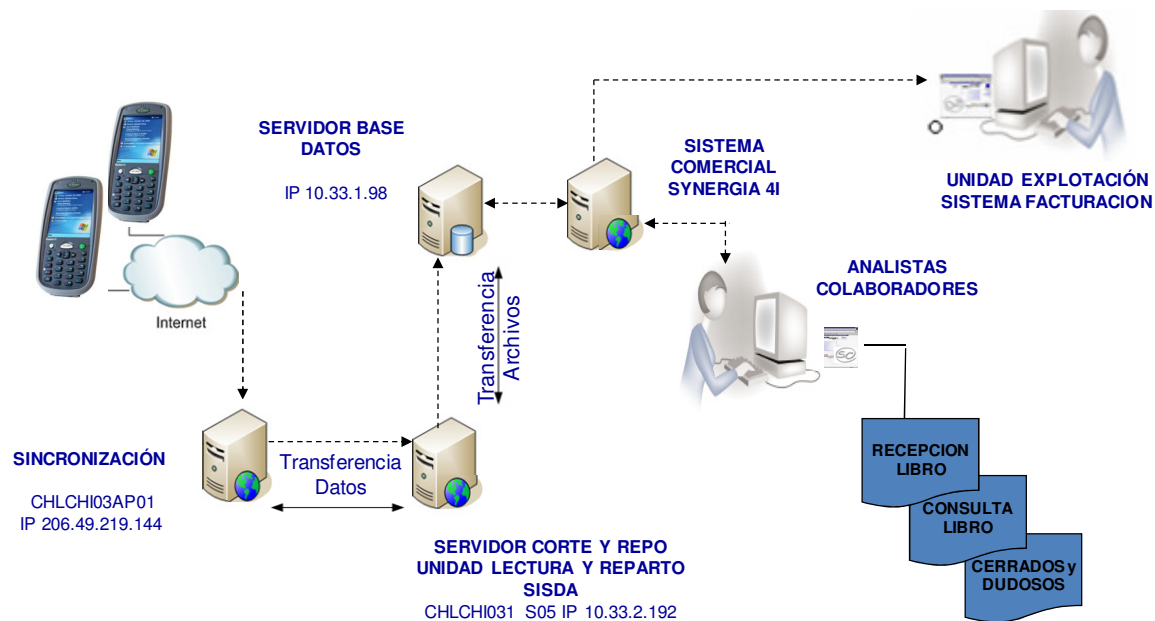 SERVIDOR BASE
DATOS
IP 10.33.1.98
SISTEMA
COMERCIAL
SYNERGIA 4I
UNIDAD EXPLOTACIÓN
SISTEMA FACTURACION
ANALISTAS
COLABORADORES
Internet
Transferencia
Archivos
SINCRONIZACIÓN
CHLCHI03AP01
IP 206.49.219.144
Transferencia
Datos
SERVIDOR CORTE Y REPO
UNIDAD LECTURA Y REPARTO
SISDA
CHLCHI031 S05 IP 10.33.2.192
RECEPCION
LIBRO
CONSULTA
LIBRO
CERRADOS y
DUDOSOS